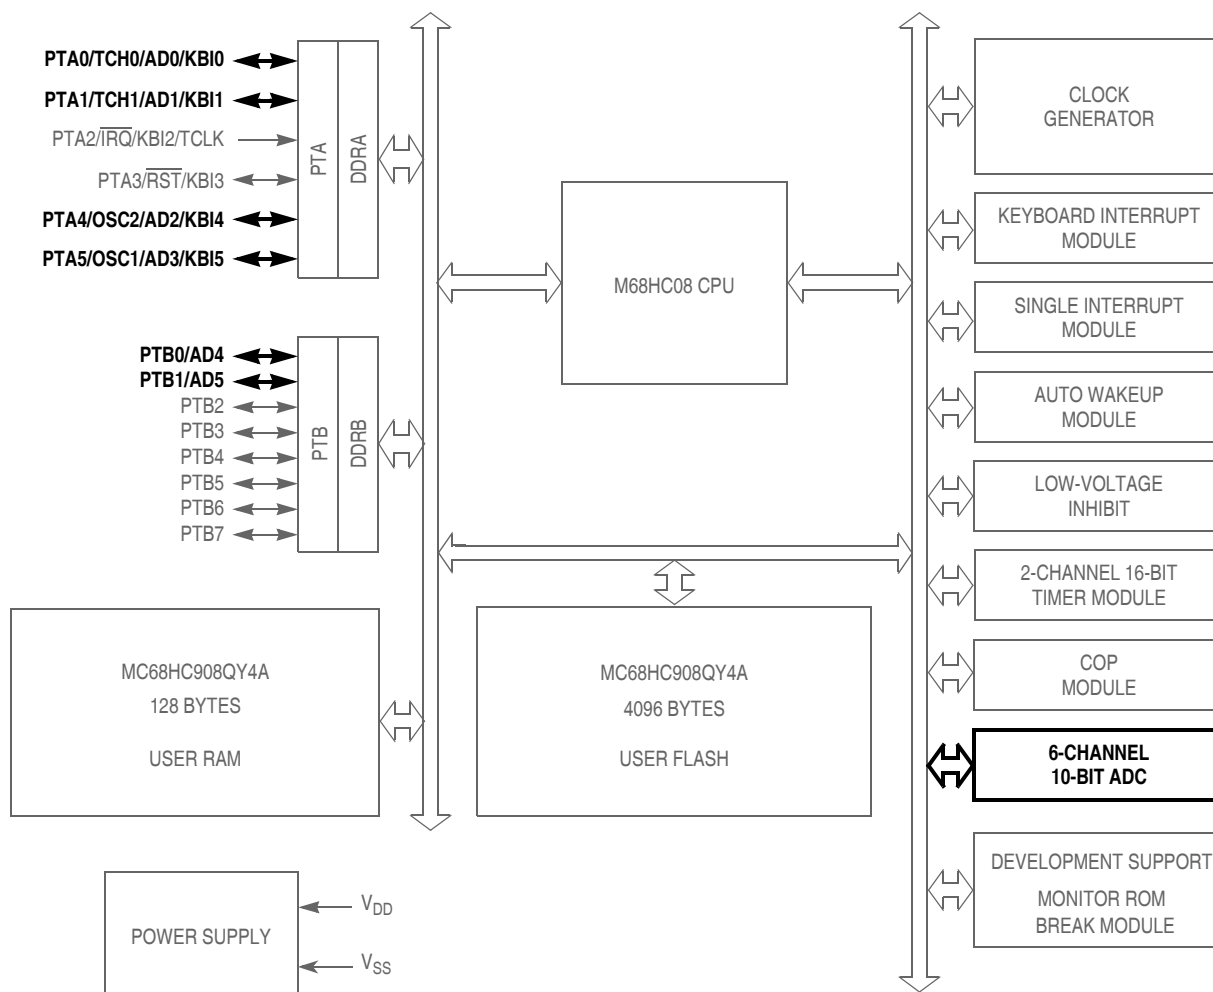 PTA0/TCH0/AD0/KBI0
PTA1/TCH1/AD1/KBI1
PTA2/IRQ/KBI2/TCLK
PTA3/RST/KBI3
PTA4/OSC2/AD2/KBI4
PTA5/OSC1/AD3/KBI5
PTA
DDRA
PTB0/AD4
PTB1/AD5
PTB2
PTB3
PTB4
PTB5
PTB6
PTB7
PTB
DDRB
M68HC08 CPU
MC68HC908QY4A
128 BYTES
USER RAM
MC68HC908QY4A
4096 BYTES
USER FLASH
POWER SUPPLY
VDD
VSS
CLOCK
GENERATOR
KEYBOARD INTERRUPT
MODULE
SINGLE INTERRUPT
MODULE
AUTO WAKEUP
MODULE
LOW-VOLTAGE
INHIBIT
2-CHANNEL 16-BIT
TIMER MODULE
COP
MODULE
6-CHANNEL
10-BIT ADC
DEVELOPMENT SUPPORT
MONITOR ROM
BREAK MODULE